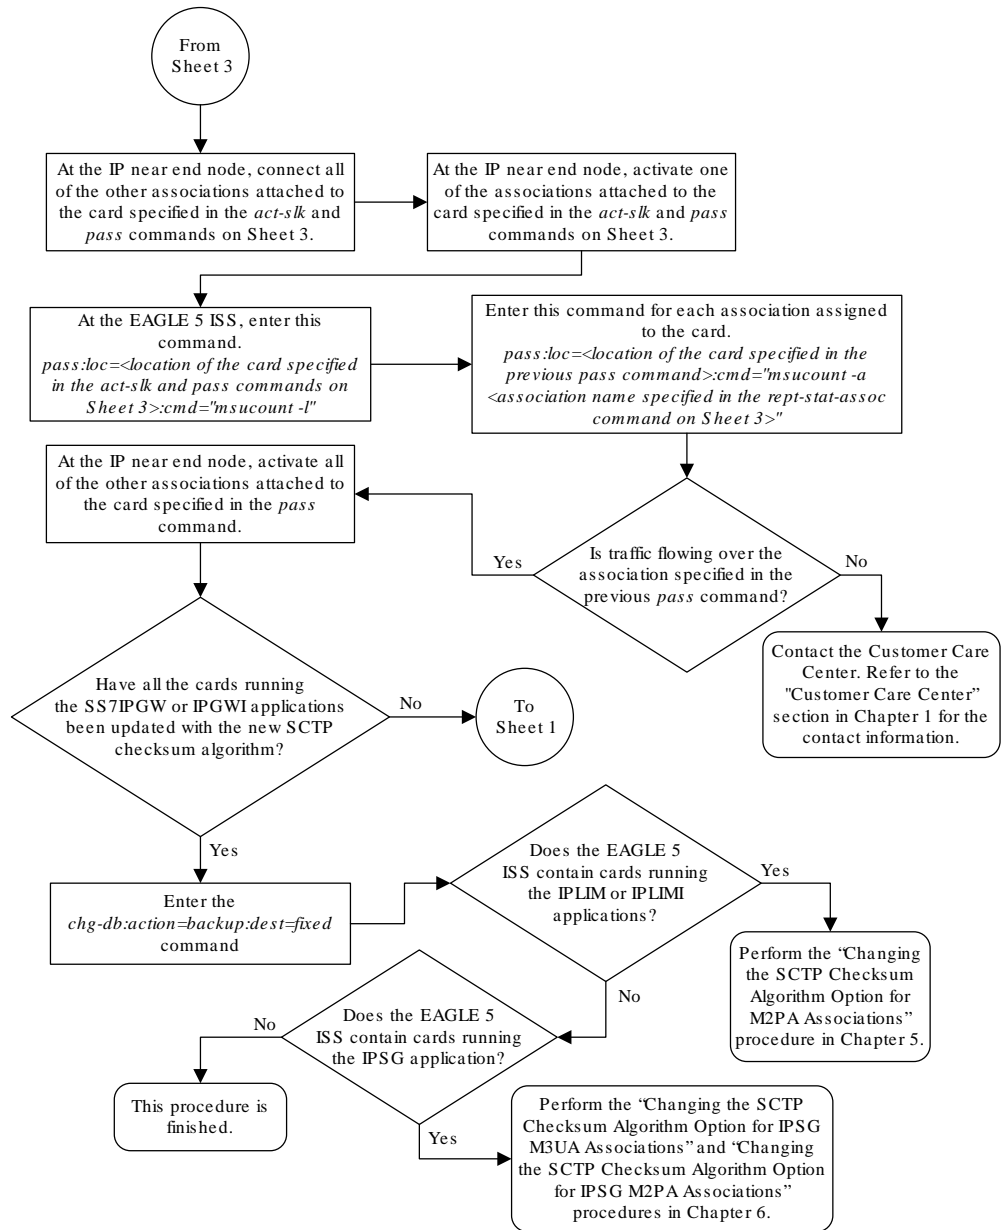 From
Sheet 3
At the IP near end node, connect all
of the other associations attached to
the card specified in the act-slk and
pass commands on Sheet 3.
At the IP near end node, activate one
of the associations attached to the
card specified in the act-slk and pass
commands on Sheet 3.
At the EAGLE 5 ISS, enter this
command.
pass:loc=<location of the card specified
in the act-slk and pass commands on
Sheet 3>:cmd="msucount -l"
Enter this command for each association assigned
to the card.
pass:loc=<location of the card specified in the
previous pass command>:cmd="msucount -a
<association name specified in the rept-stat-assoc
command on Sheet 3>"
At the IP near end node, activate all
of the other associations attached to
the card specified in the pass
command.
Yes
Is traffic flowing over the
association specified in the
previous pass command?
No
Contact the Customer Care
Center. Refer to the
"Customer Care Center”
section in Chapter 1 for the
contact information.
Have all the cards running
the SS7IPGW or IPGWI applications
been updated with the new SCTP
checksum algorithm?
No
To
Sheet 1
Yes
Enter the
chg-db:action=backup:dest=fixed
command
Does the EAGLE 5
ISS contain cards running
the IPLIM or IPLIMI
applications?
Yes
Perform the “Changing
the SCTP Checksum
Algorithm Option for
M2PA Associations”
procedure in Chapter 5.
No
Does the EAGLE 5
ISS contain cards running
the IPSG application?
No
This procedure is
finished.
Yes
Perform the “Changing the SCTP
Checksum Algorithm Option for IPSG
M3UA Associations” and “Changing
the SCTP Checksum Algorithm Option
for IPSG M2PA Associations”
procedures in Chapter 6.